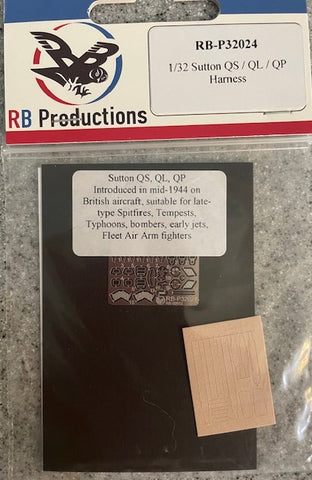 RB-P32024
1/32 Sutton QS / QL / QP
Harness
RB Productions
Sutton QS, QL, QP
Introduced in mid-1944 on
British aircraft, suitable for late-
type Spitfires, Tempests,
Typhoons, bombers, early jets,
Fleet Air Arm fighters
RB-P32024